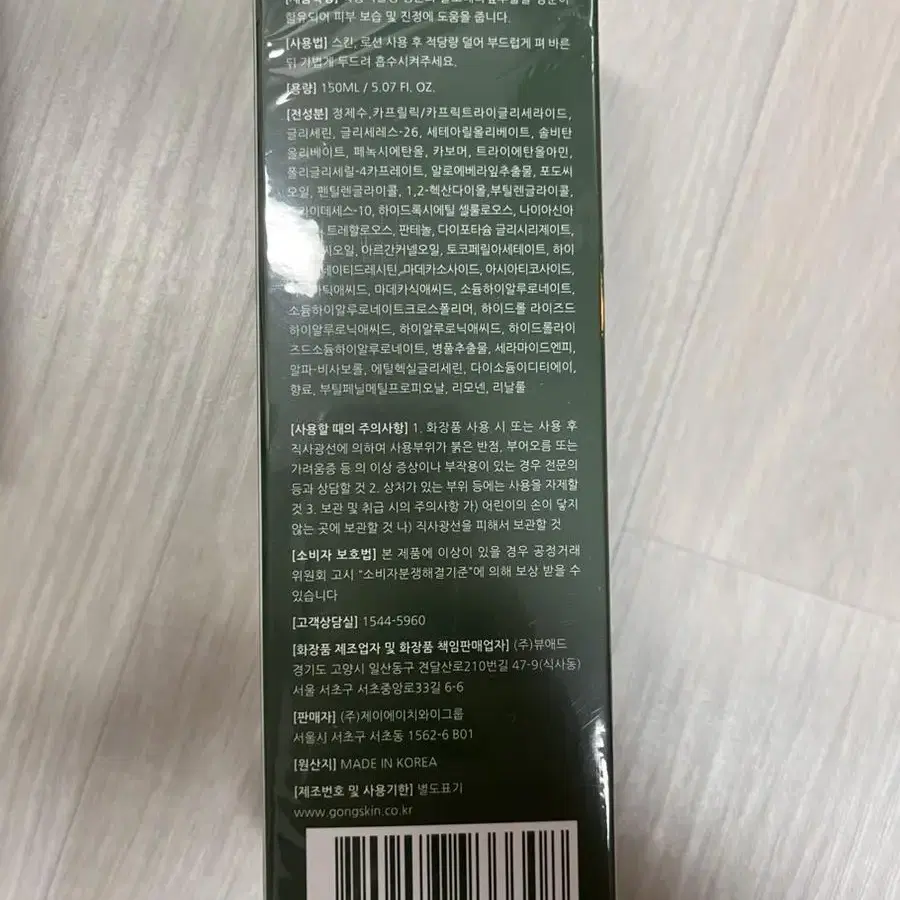 함유되어 피부 보습 및 진정에 도움을 줍니다.
[사용법] 스킨, 로션 사용 후 적당량 덜어 부드럽게 펴 바른
뒤 가볍게 두드려 흡수시켜주세요.
[용량] 150ML / 5.07 FL. OZ.
[전성분] 정제수,카프릴릭/카프릭트라이글리세라이드,
글리세린, 글리세레스-26, 세테아릴올리베이트, 솔비탄
올리베이트, 페녹시에탄올, 카보머, 트라이에탄올아민,
폴리글리세릴-4카프레이트, 알로에베라잎추출물, 포도씨
오일, 펜틸렌글라이콜, 1,2-헥산다이올,부틸렌글라이콜,
하이드록시에틸 셀룰로오스, 나이아신아
트레할로오스, 판테놀, 다이포타슘 글리시리제이트,
아르간커넬오일, 토코페릴아세테이트, 하이
마데카소사이드, 아시아티코사이드,
마데카식애씨드, 소듐하이알루로네이트,
소듐하이알루로네이트크로스폴리머, 하이드롤 라이즈드
하이알루로닉애씨드, 하이알루로닉애씨드, 하이드롤라이
즈드소듐하이알루로네이트, 병풀추출물, 세라마이드엔피,
알파-비사보롤, 에틸헥실글리세린, 다이소듐이디티에이,
향료, 부틸페닐메틸프로피오날, 리모넨, 리날룰
[사용할 때의 주의사항] 1. 화장품 사용 시 또는 사용 후
직사광선에 의하여 사용부위가 붉은 반점, 부어오름 또는
가려움증 등 의 이상 증상이나 부작용이 있는 경우 전문의
등과 상담할 것 2. 상처가 있는 부위 등에는 사용을 자제할
것 3. 보관 및 취급 시의 주의사항 가) 어린이의 손이 닿지
않는 곳에 보관할 것 나) 직사광선을 피해서 보관할 것
[소비자 보호법] 본 제품에 이상이 있을 경우 공정거래
위원회 고시 "소비자분쟁해결기준"에 의해 보상 받을 수
있습니다
[고객상담실] 1544-5960
[화장품 제조업자 및 화장품 책임판매업자] (주)뷰애드
경기도 고양시 일산동구 견달산로210번길 47-9(식사동)
서울 서초구 서초중앙로33길 6-6
[판매자] (주)제이에이치와이그룹
서울시 서초구 서초동 1562-6 B01
[원산지] MADE IN KOREA
[제조번호 및 사용기한] 별도표기
www.gongskin.co.kr